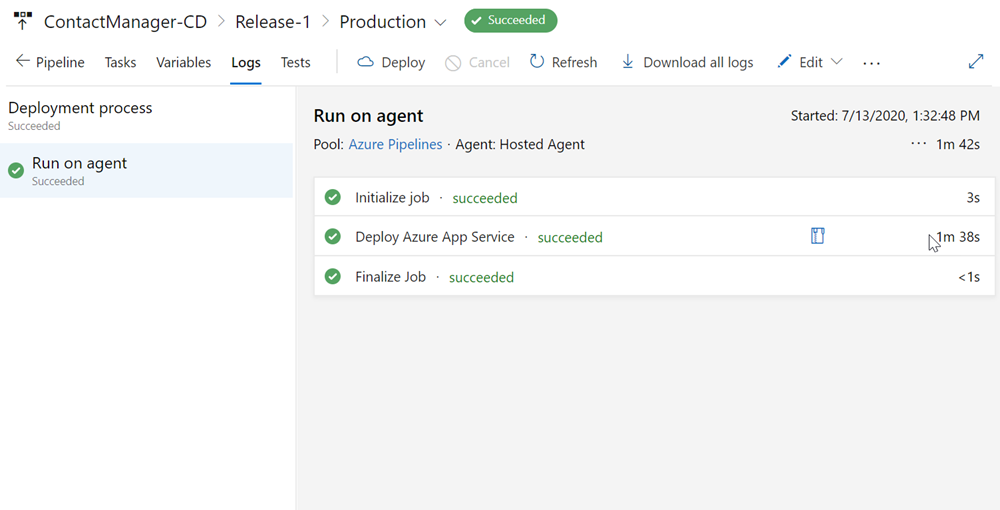 ContactManager-CD > Release-1 > Production Succeeded
Pipeline Tasks Variables Logs Tests Deploy Cancel Refresh Download all logs Edit ...
Deployment process
Succeeded
Run on agent
Succeeded
Run on agent Started: 7/13/2020, 1:32:48 PM
Pool: Azure Pipelines · Agent: Hosted Agent ... 1m 42s
Initialize job · succeeded 3s
Deploy Azure App Service · succeeded 1m 38s
Finalize Job · succeeded <1s